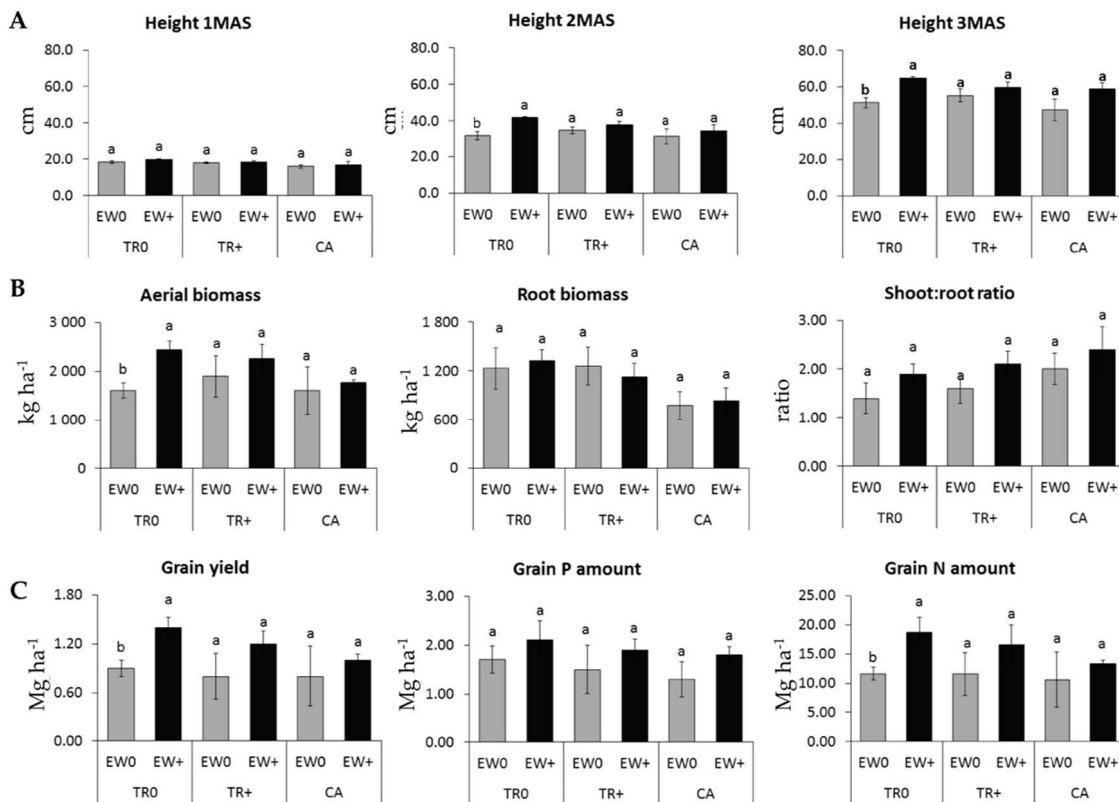 A
Height 1MAS
cm
80.0
60.0
40.0
20.0
0.0
a a a a a a
EW0 EW+ EW0 EW+ EW0 EW+
TR0 TR+ CA
Height 2MAS
cm
80.0
60.0
40.0
20.0
0.0
b a a a a a
EW0 EW+ EW0 EW+ EW0 EW+
TR0 TR+ CA
Height 3MAS
cm
80.0
60.0
40.0
20.0
0.0
b a a a a a
EW0 EW+ EW0 EW+ EW0 EW+
TR0 TR+ CA
B
Aerial biomass
kg ha⁻¹
3 000
2 000
1 000
0
b a a a a a
EW0 EW+ EW0 EW+ EW0 EW+
TR0 TR+ CA
Root biomass
kg ha⁻¹
1 800
1 200
600
0
a a a a a a
EW0 EW+ EW0 EW+ EW0 EW+
TR0 TR+ CA
Shoot:root ratio
ratio
3.00
2.00
1.00
0.00
a a a a a a
EW0 EW+ EW0 EW+ EW0 EW+
TR0 TR+ CA
C
Grain yield
Mg ha⁻¹
1.80
1.20
0.60
0.00
b a a a a a
EW0 EW+ EW0 EW+ EW0 EW+
TR0 TR+ CA
Grain P amount
Mg ha⁻¹
3.00
2.00
1.00
0.00
a a a a a a
EW0 EW+ EW0 EW+ EW0 EW+
TR0 TR+ CA
Grain N amount
Mg ha⁻¹
25.00
20.00
15.00
10.00
5.00
0.00
b a a a a a
EW0 EW+ EW0 EW+ EW0 EW+
TR0 TR+ CA